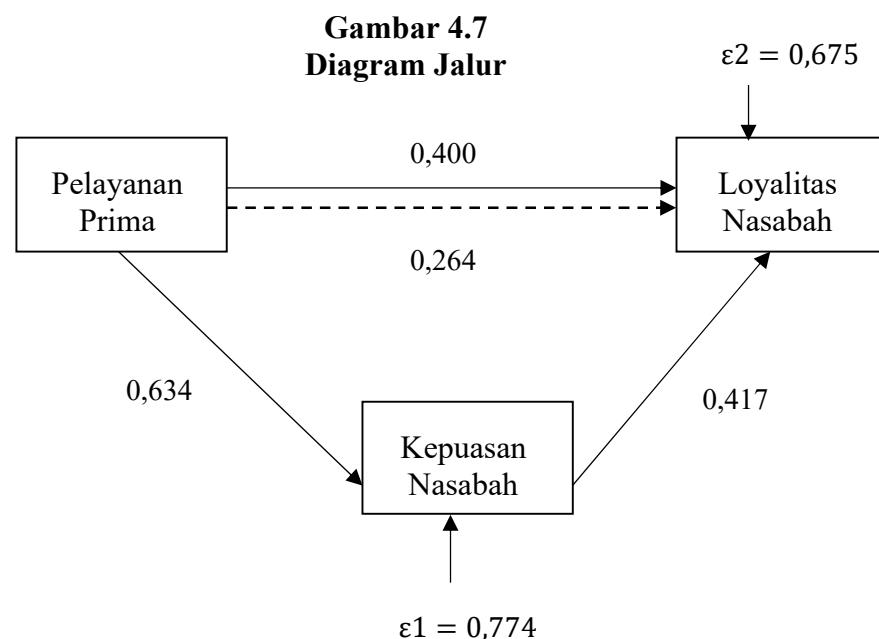 Gambar 4.7
Diagram Jalur
ε2 = 0,675
0,400
Pelayanan
Prima
Loyalitas
Nasabah
0,264
0,634
0,417
Kepuasan
Nasabah
ε1 = 0,774